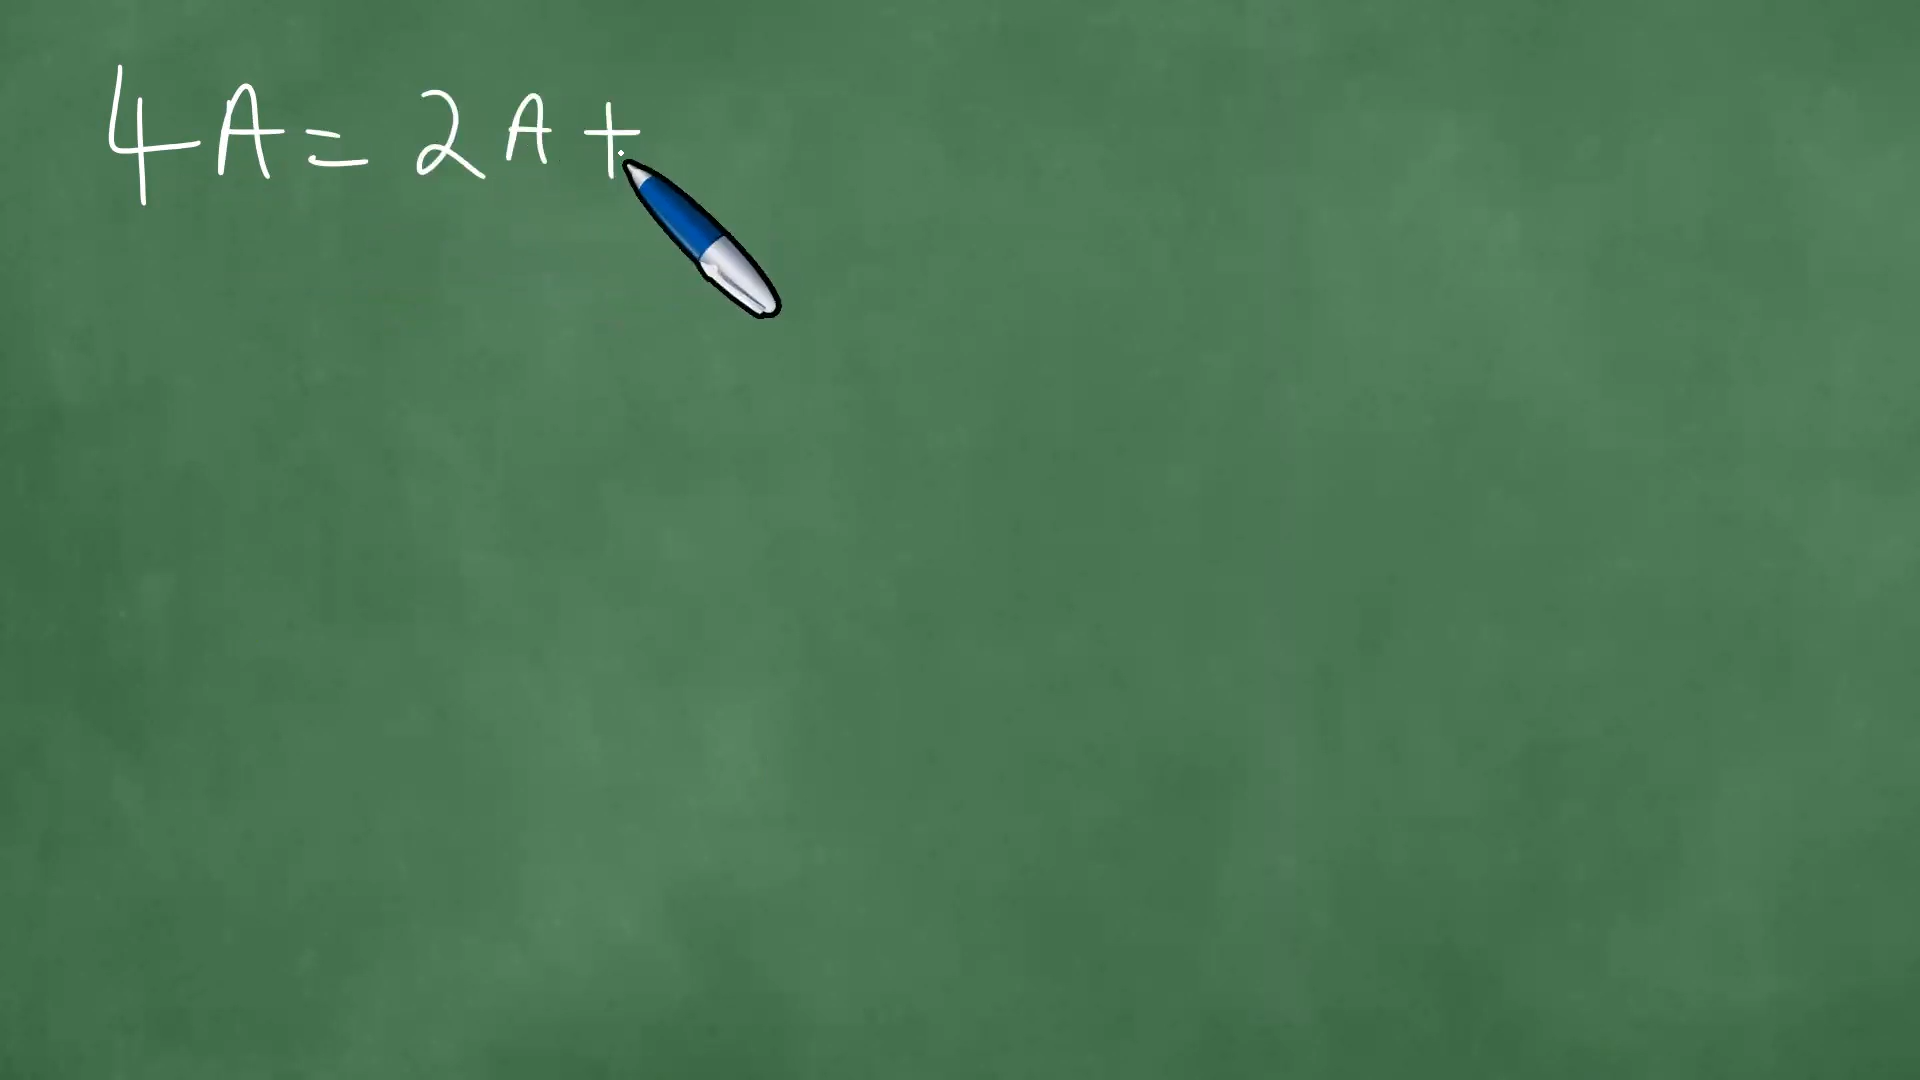 4A = 2A +